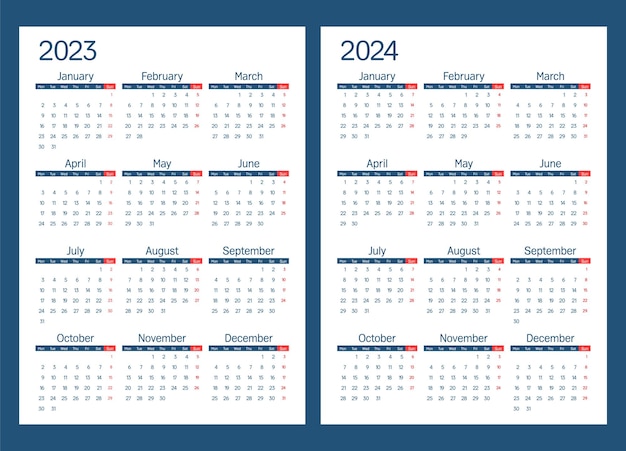 2023
January February March
Mon Tue Wed Thu Fri Sat Sun Mon Tue Wed Thu Fri Sat Sun Mon Tue Wed Thu Fri Sat Sun
1 1 2 3 4 5 1 2 3 4 5
2 3 4 5 6 7 8 6 7 8 9 10 11 12 6 7 8 9 10 11 12
9 10 11 12 13 14 15 13 14 15 16 17 18 19 13 14 15 16 17 18 19
16 17 18 19 20 21 22 20 21 22 23 24 25 26 20 21 22 23 24 25 26
23 24 25 26 27 28 29 27 28 27 28 29 30 31
30 31
April May June
Mon Tue Wed Thu Fri Sat Sun Mon Tue Wed Thu Fri Sat Sun Mon Tue Wed Thu Fri Sat Sun
1 2 1 2 3 4 5 6 7 1 2 3 4
3 4 5 6 7 8 9 8 9 10 11 12 13 14 5 6 7 8 9 10 11
10 11 12 13 14 15 16 15 16 17 18 19 20 21 12 13 14 15 16 17 18
17 18 19 20 21 22 23 22 23 24 25 26 27 28 19 20 21 22 23 24 25
24 25 26 27 28 29 30 29 30 31 26 27 28 29 30
July August September
Mon Tue Wed Thu Fri Sat Sun Mon Tue Wed Thu Fri Sat Sun Mon Tue Wed Thu Fri Sat Sun
1 2 1 2 3 4 5 6 1 2 3
3 4 5 6 7 8 9 7 8 9 10 11 12 13 4 5 6 7 8 9 10
10 11 12 13 14 15 16 14 15 16 17 18 19 20 11 12 13 14 15 16 17
17 18 19 20 21 22 23 21 22 23 24 25 26 27 18 19 20 21 22 23 24
24 25 26 27 28 29 30 28 29 30 31 25 26 27 28 29 30
31
October November December
Mon Tue Wed Thu Fri Sat Sun Mon Tue Wed Thu Fri Sat Sun Mon Tue Wed Thu Fri Sat Sun
1 1 2 3 4 5 1 2 3
2 3 4 5 6 7 8 6 7 8 9 10 11 12 4 5 6 7 8 9 10
9 10 11 12 13 14 15 13 14 15 16 17 18 19 11 12 13 14 15 16 17
16 17 18 19 20 21 22 20 21 22 23 24 25 26 18 19 20 21 22 23 24
23 24 25 26 27 28 29 27 28 29 30 25 26 27 28 29 30 31
30 31
2024
January February March
Mon Tue Wed Thu Fri Sat Sun Mon Tue Wed Thu Fri Sat Sun Mon Tue Wed Thu Fri Sat Sun
1 2 3 4 5 6 7 1 2 3 4 1 2 3
8 9 10 11 12 13 14 5 6 7 8 9 10 11 4 5 6 7 8 9 10
15 16 17 18 19 20 21 12 13 14 15 16 17 18 11 12 13 14 15 16 17
22 23 24 25 26 27 28 19 20 21 22 23 24 25 18 19 20 21 22 23 24
29 30 31 26 27 28 29 25 26 27 28 29 30 31
April May June
Mon Tue Wed Thu Fri Sat Sun Mon Tue Wed Thu Fri Sat Sun Mon Tue Wed Thu Fri Sat Sun
1 2 3 4 5 6 7 1 2 3 4 5 1 2
8 9 10 11 12 13 14 6 7 8 9 10 11 12 3 4 5 6 7 8 9
15 16 17 18 19 20 21 13 14 15 16 17 18 19 10 11 12 13 14 15 16
22 23 24 25 26 27 28 20 21 22 23 24 25 26 17 18 19 20 21 22 23
29 30 27 28 29 30 31 24 25 26 27 28 29 30
July August September
Mon Tue Wed Thu Fri Sat Sun Mon Tue Wed Thu Fri Sat Sun Mon Tue Wed Thu Fri Sat Sun
1 2 3 4 5 6 7 1 2 3 4 1
8 9 10 11 12 13 14 5 6 7 8 9 10 11 2 3 4 5 6 7 8
15 16 17 18 19 20 21 12 13 14 15 16 17 18 9 10 11 12 13 14 15
22 23 24 25 26 27 28 19 20 21 22 23 24 25 16 17 18 19 20 21 22
29 30 31 26 27 28 29 30 31 23 24 25 26 27 28 29
30
October November December
Mon Tue Wed Thu Fri Sat Sun Mon Tue Wed Thu Fri Sat Sun Mon Tue Wed Thu Fri Sat Sun
1 2 3 4 5 6 1 2 3 1
7 8 9 10 11 12 13 4 5 6 7 8 9 10 2 3 4 5 6 7 8
14 15 16 17 18 19 20 11 12 13 14 15 16 17 9 10 11 12 13 14 15
21 22 23 24 25 26 27 18 19 20 21 22 23 24 16 17 18 19 20 21 22
28 29 30 31 25 26 27 28 29 30 23 24 25 26 27 28 29
30 31